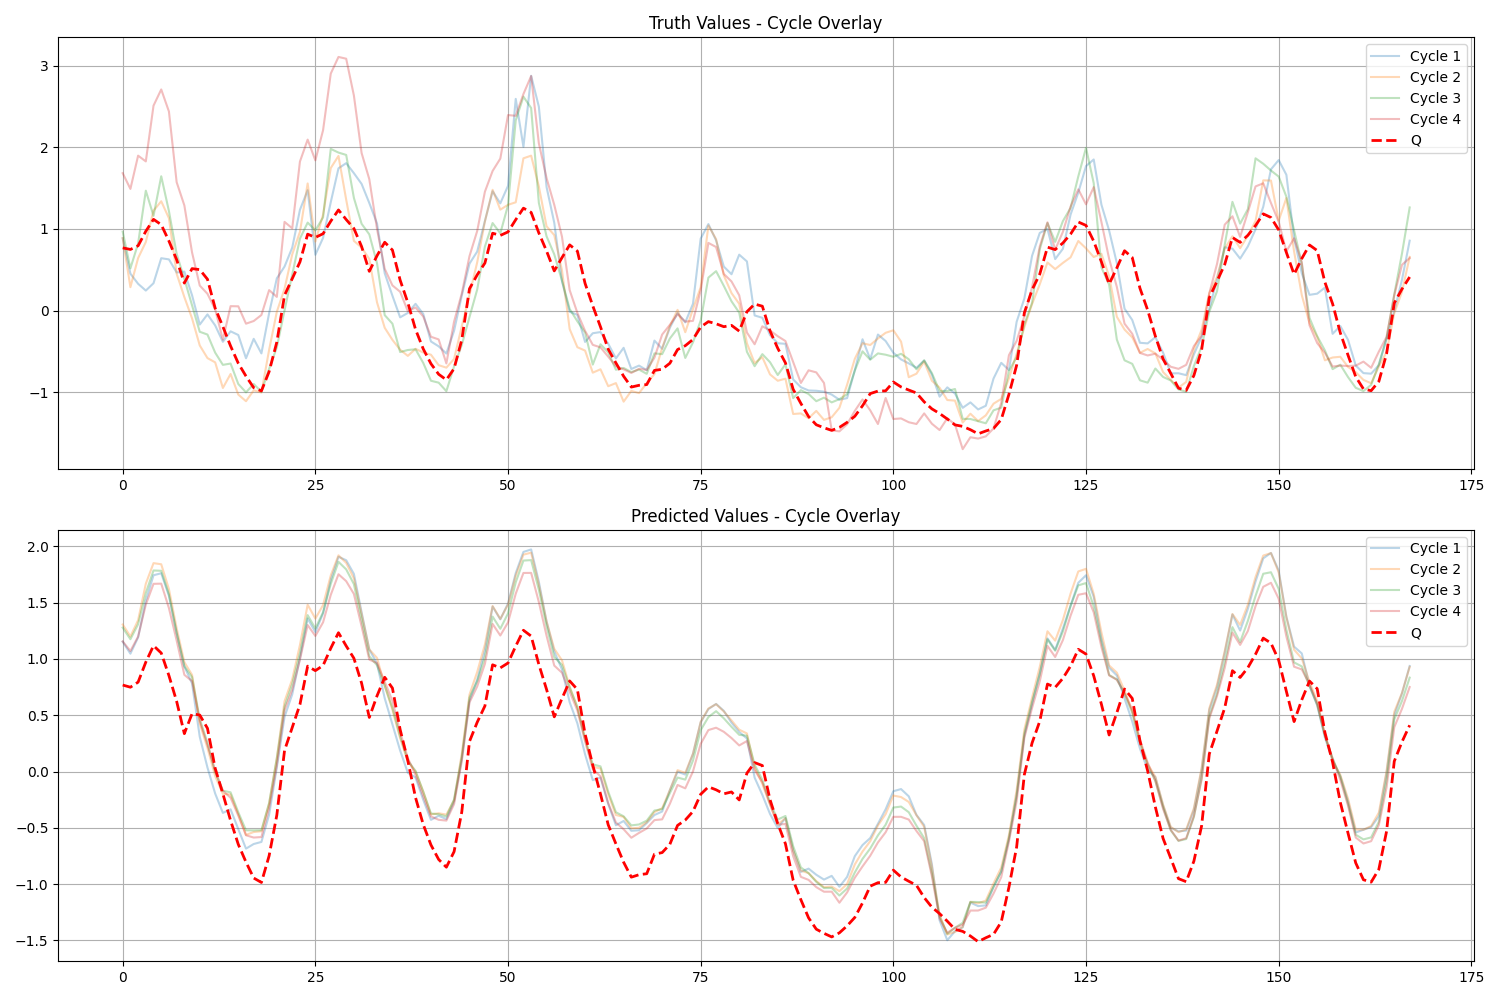 Truth Values - Cycle Overlay
Cycle 1
Cycle 2
Cycle 3
Cycle 4
Q
3
2
1
0
−1
0 25 50 75 100 125 150 175
Predicted Values - Cycle Overlay
Cycle 1
Cycle 2
Cycle 3
Cycle 4
Q
2.0
1.5
1.0
0.5
0.0
−0.5
−1.0
−1.5
0 25 50 75 100 125 150 175